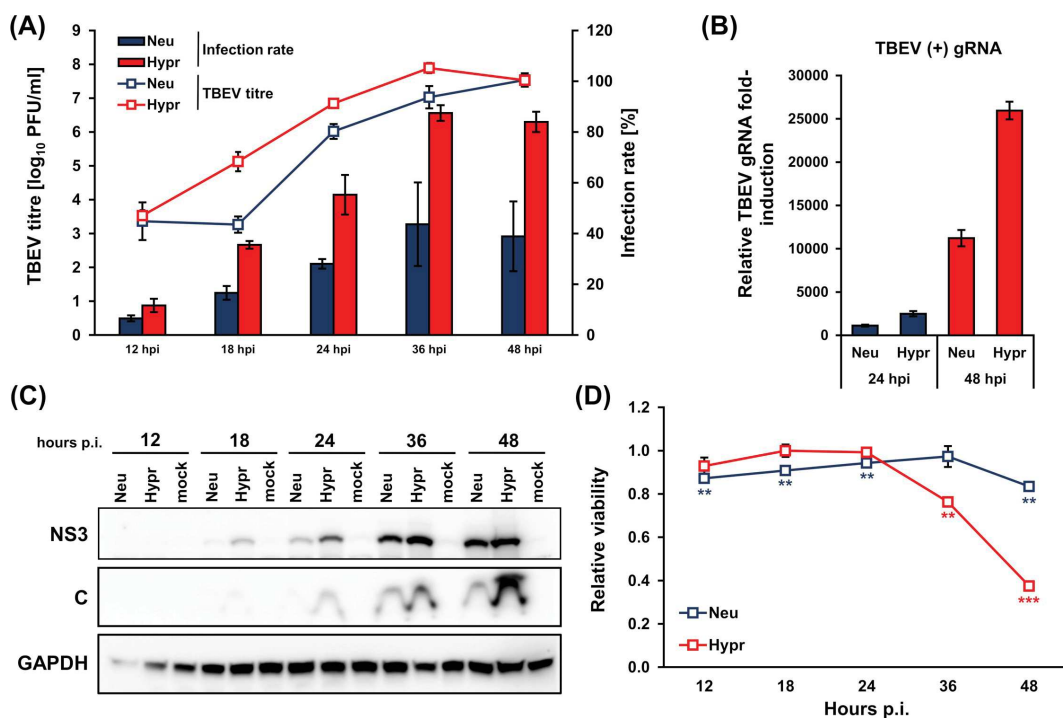 (A)
TBEV titre [log10 PFU/ml]
9
8
7
6
5
4
3
2
1
0
Neu
Hypr
Infection rate
Neu
Hypr
TBEV titre
120
100
80
60
40
20
0
Infection rate [%]
12 hpi 18 hpi 24 hpi 36 hpi 48 hpi
(B)
TBEV (+) gRNA
Relative TBEV gRNA fold-
induction
30000
25000
20000
15000
10000
5000
0
Neu Hypr Neu Hypr
24 hpi 48 hpi
(C)
hours p.i. 12 18 24 36 48
Neu Hypr mock Neu Hypr mock Neu Hypr mock Neu Hypr mock Neu Hypr mock
NS3
C
GAPDH
(D)
Relative viability
1.2
1.0
0.8
0.6
0.4
0.2
0.0
** ** ** ** **
***
Neu
Hypr
12 18 24 36 48
Hours p.i.